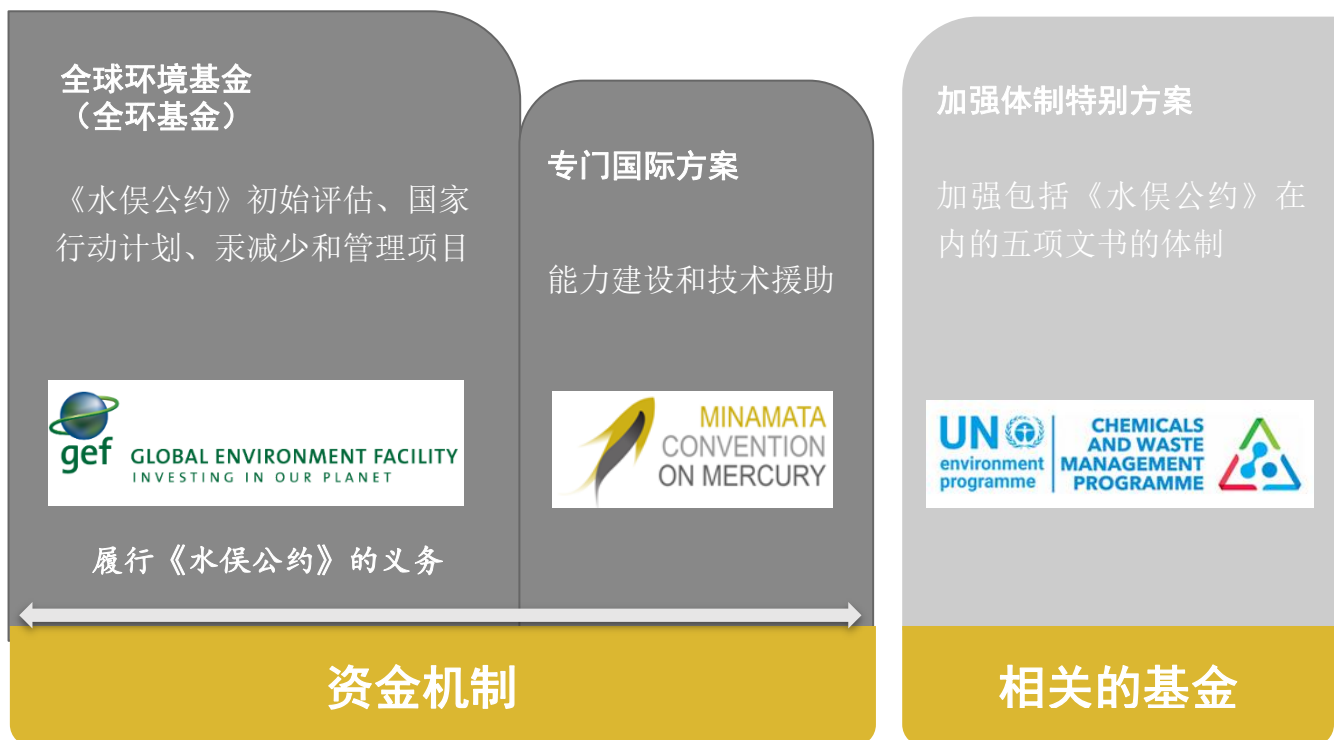 全球环境基金
（全环基金）
《水俣公约》初始评估、国家
行动计划、汞减少和管理项目
gef GLOBAL ENVIRONMENT FACILITY
INVESTING IN OUR PLANET
履行《水俣公约》的义务
专门国际方案
能力建设和技术援助
MINAMATA
CONVENTION
ON MERCURY
资金机制
加强体制特别方案
加强包括《水俣公约》在
内的五项文书的体制
UN
environment
programme
CHEMICALS
AND WASTE
MANAGEMENT
PROGRAMME
相关的基金